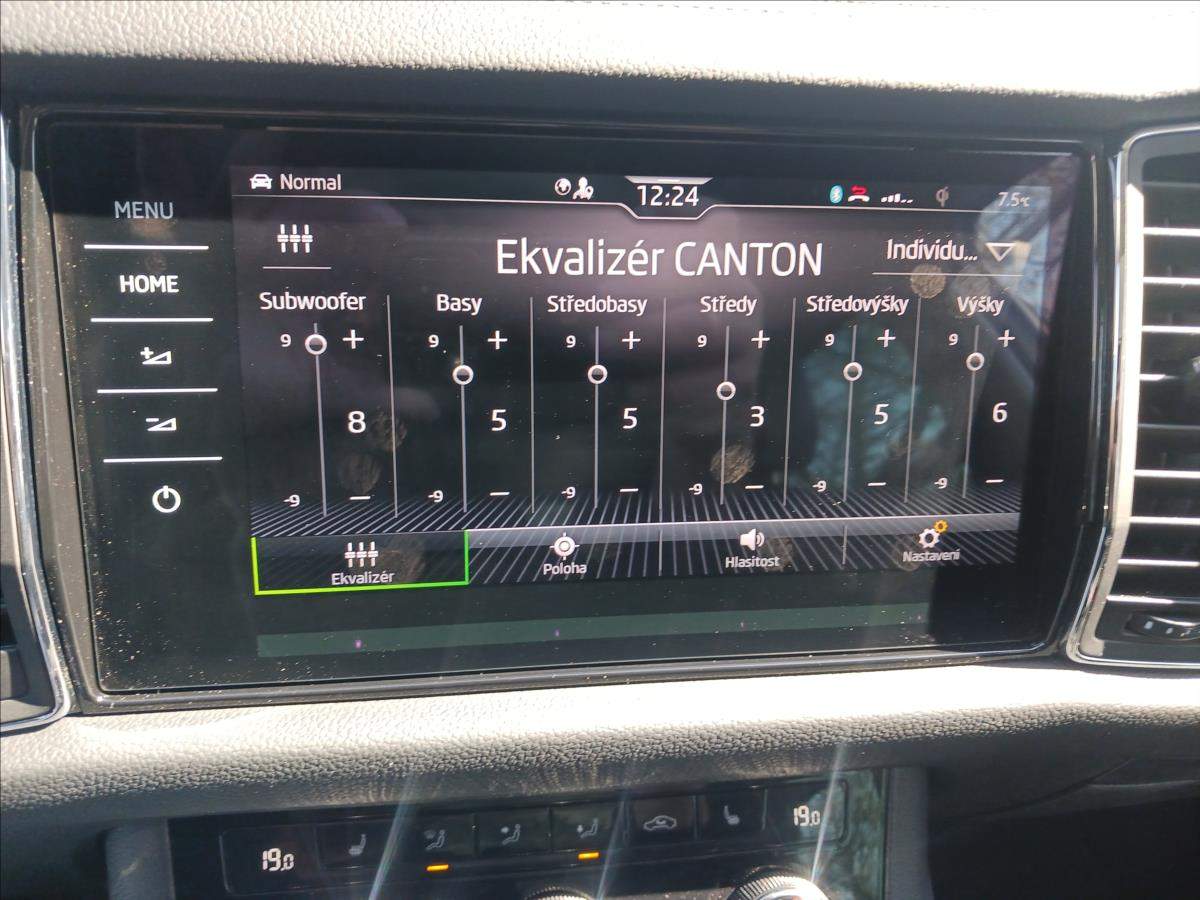 Normal
12:24
7.5°C
MENU
HOME
Ekvalizér CANTON
Individu...
Subwoofer
Basy
Středobasy
Středy
Středovýšky
Výšky
9 +
9 +
9 +
9 +
9 +
9 +
8
5
5
3
5
6
-9 –
-9 –
-9 –
-9 –
-9 –
-9 –
Ekvalizér
Poloha
Hlasitost
Nastavení
19.0
19.0